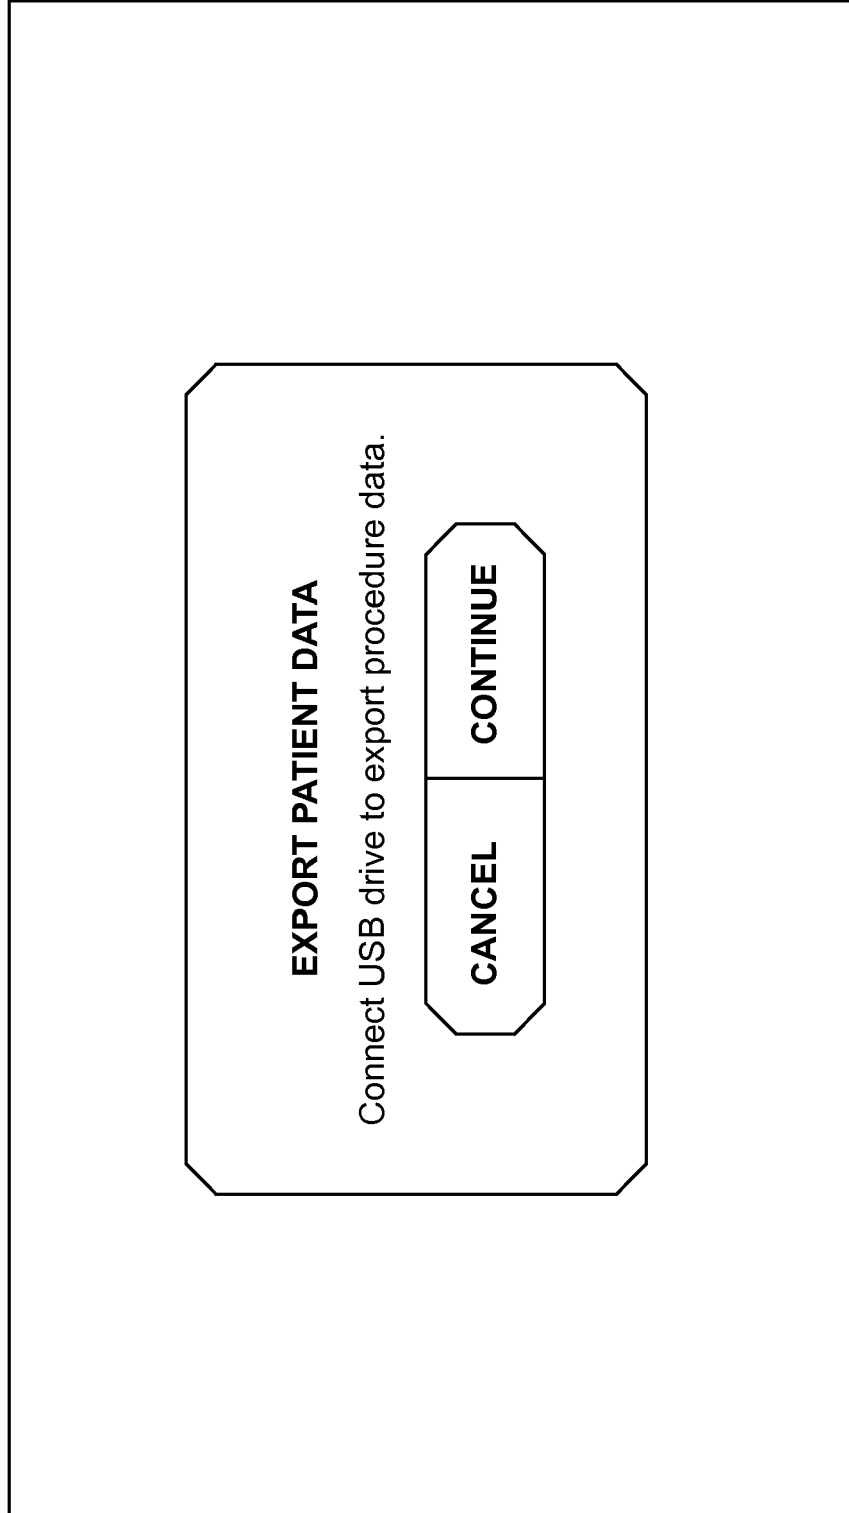 EXPORT PATIENT DATA
Connect USB drive to export procedure data.
CANCEL CONTINUE